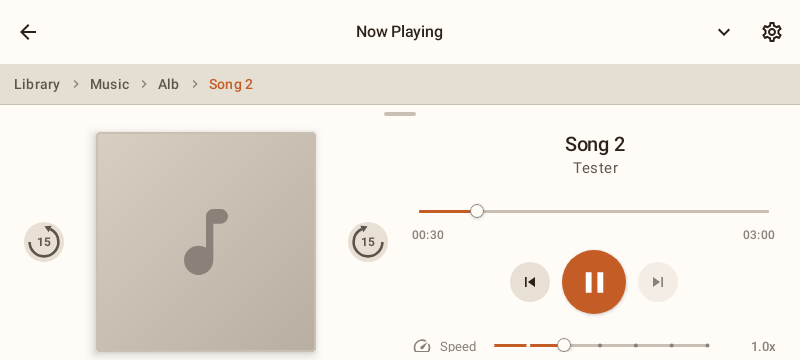 Now Playing
Library > Music > Alb > Song 2
Song 2
Tester
15
15
00:30
03:00
Speed
1.0x